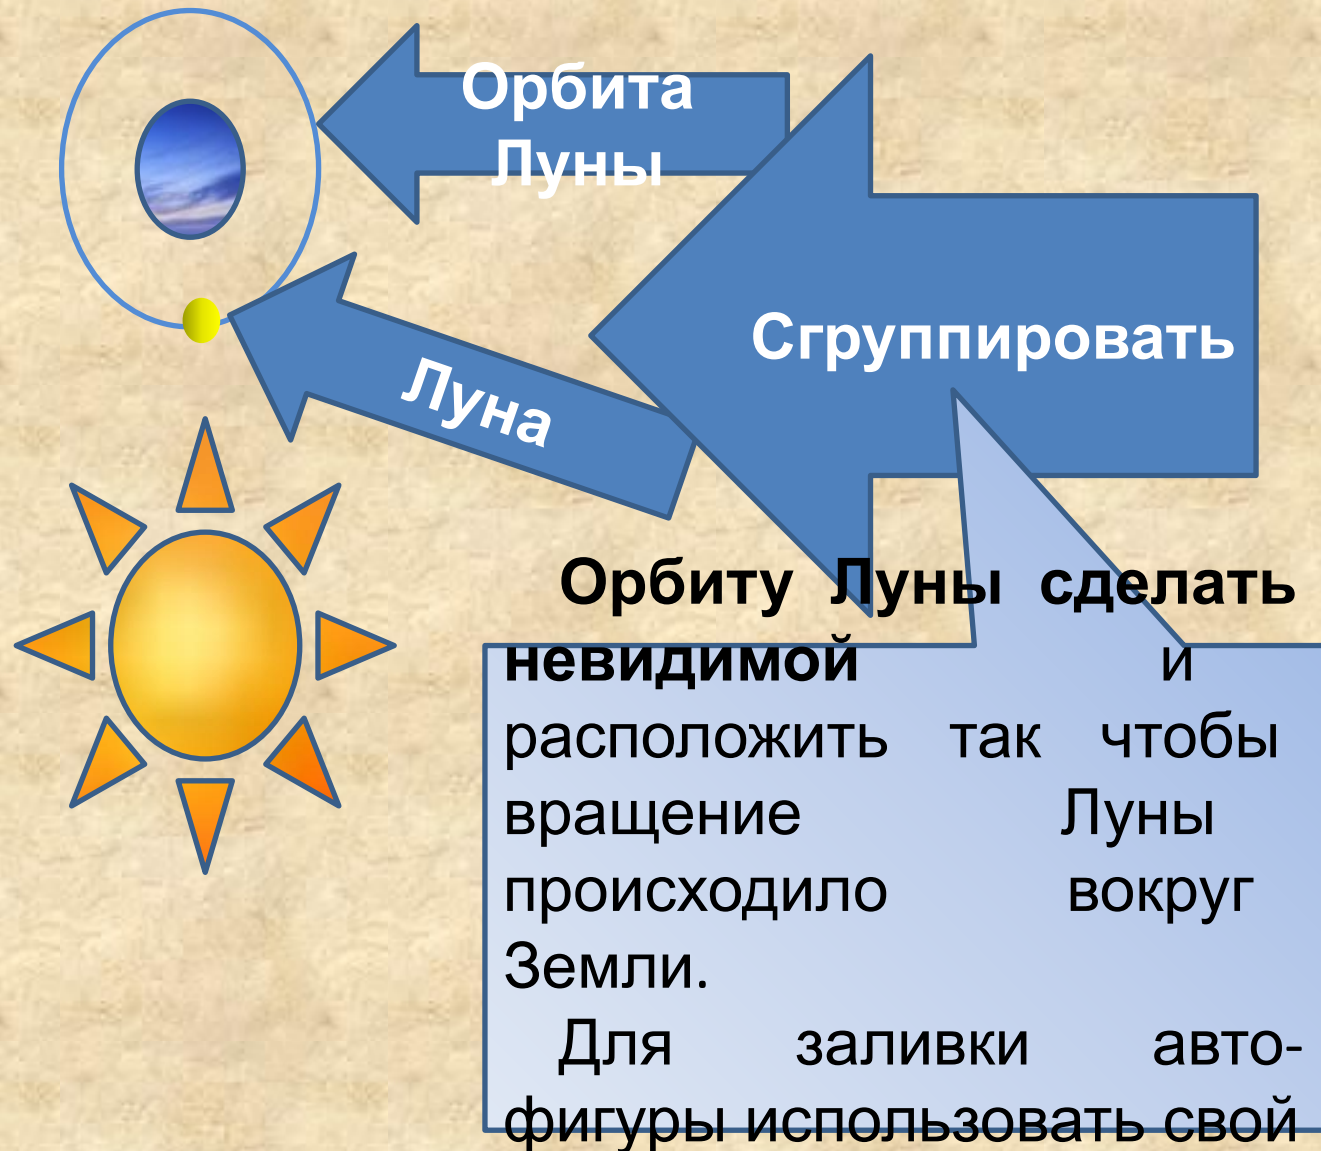 Орбита
Луны
Сгруппировать
Луна
Орбиту Луны сделать
невидимой и
расположить так чтобы
вращение Луны
происходило вокруг
Земли.
Для заливки авто-
фигуры использовать свой